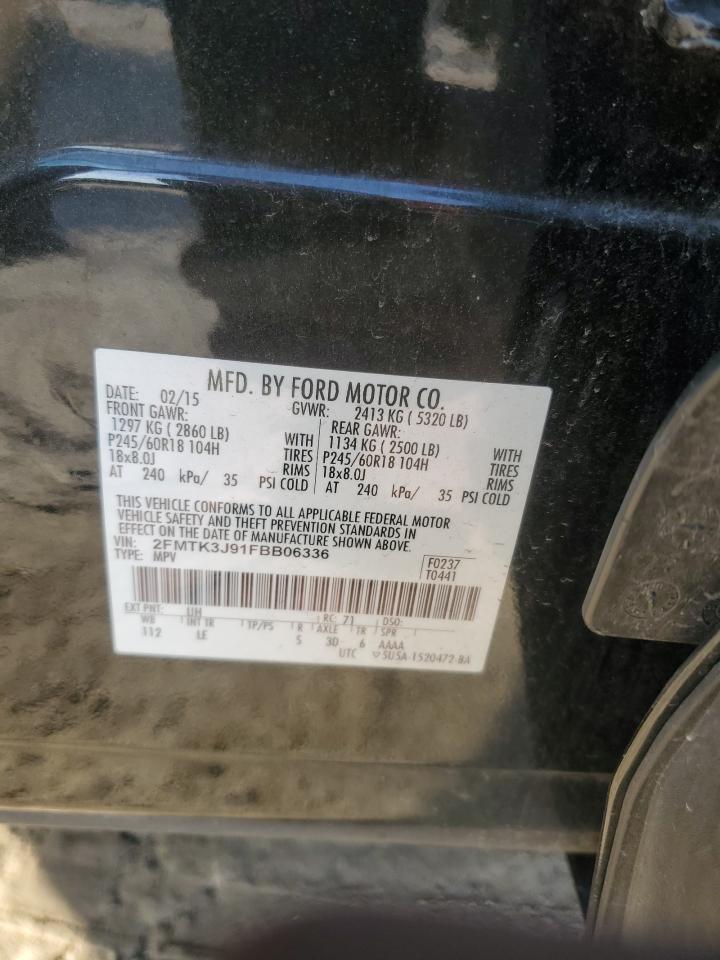 MFD. BY FORD MOTOR CO.
DATE: 02/15 GVWR: 2413 KG ( 5320 LB)
FRONT GAWR: REAR GAWR:
1297 KG ( 2860 LB) WITH 1134 KG ( 2500 LB) WITH
P245/60R18 104H TIRES P245/60R18 104H TIRES
18x8.0J RIMS 18x8.0J RIMS
AT 240 kPa/ 35 PSI COLD AT 240 kPa/ 35 PSI COLD
THIS VEHICLE CONFORMS TO ALL APPLICABLE FEDERAL MOTOR
VEHICLE SAFETY AND THEFT PREVENTION STANDARDS IN
EFFECT ON THE DATE OF MANUFACTURE SHOWN ABOVE.
VIN: 2FMTK3J91FBB06336 F0237
TYPE: MPV T0441
EXT PNT: UH RC: 71 DSO:
WB INT TR TP/PS R AXLE TR SPR
112 LE S 30 6 AAAA
UTC ▽5U5A-1520472-BA